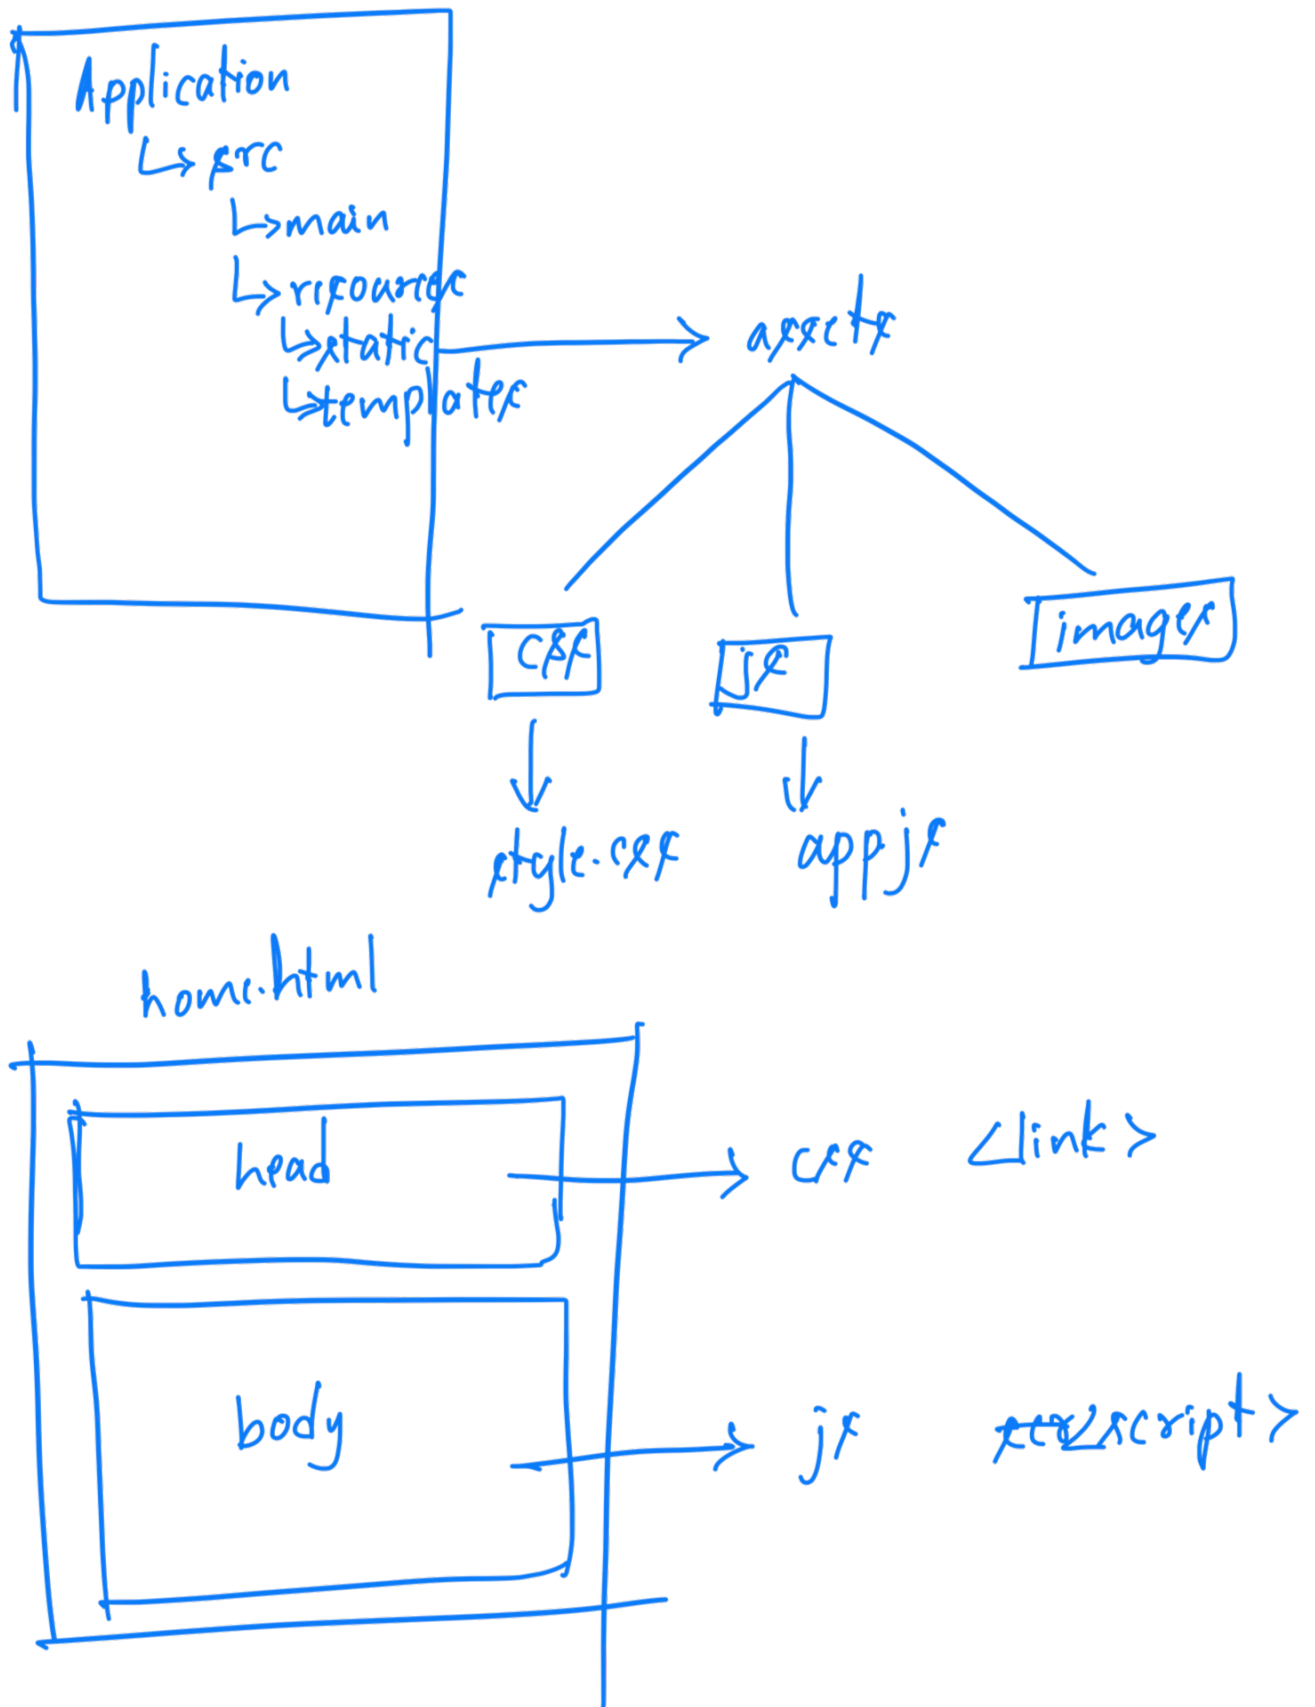 Application
src
main
resources
static
templates
assets
css
js
images
style.css
app.js
home.html
head
css <link>
body
js <script>